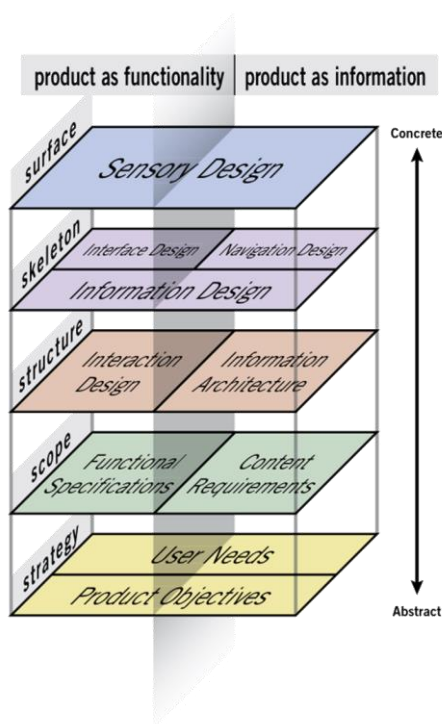 product as functionality
product as information
Concrete
surface
Sensory Design
skeleton
Interface Design
Navigation Design
Information Design
structure
Interaction
Design
Information
Architecture
scope
Functional
Specifications
Content
Requirements
strategy
User Needs
Product Objectives
Abstract